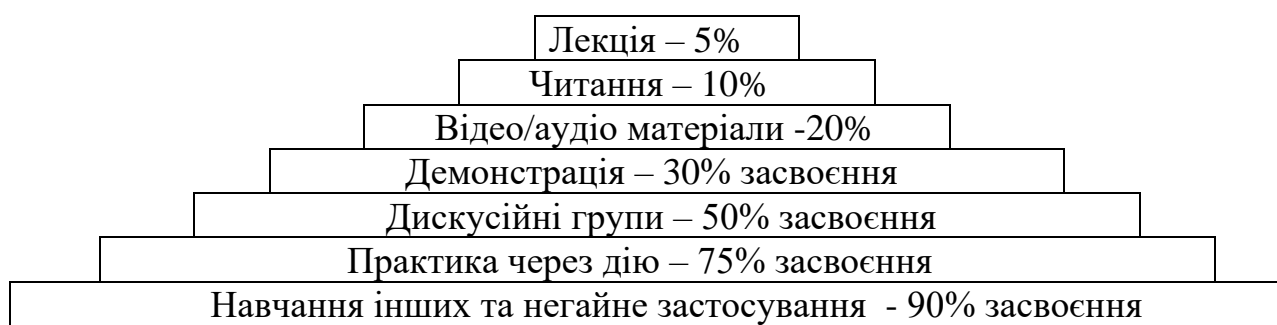 Лекція – 5%
Читання – 10%
Відео/аудіо матеріали -20%
Демонстрація – 30% засвоєння
Дискусійні групи – 50% засвоєння
Практика через дію – 75% засвоєння
Навчання інших та негайне застосування - 90% засвоєння